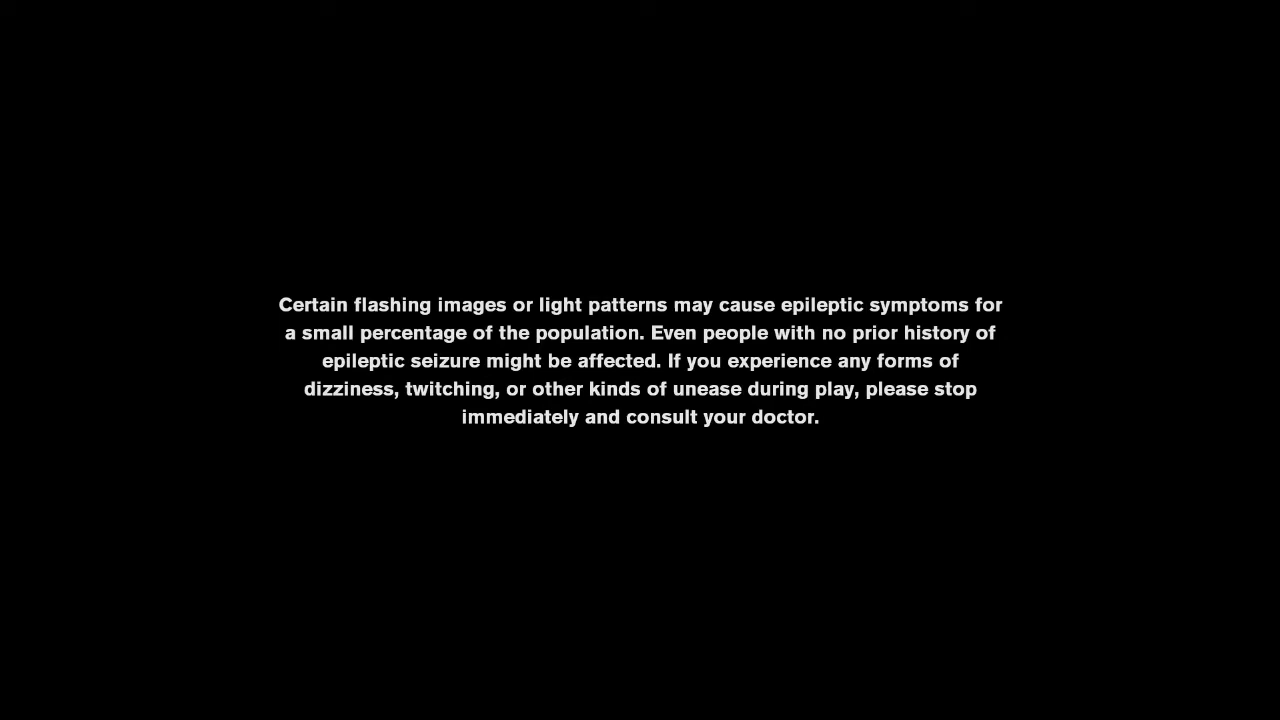 Certain flashing images or light patterns may cause epileptic symptoms for
a small percentage of the population. Even people with no prior history of
epileptic seizure might be affected. If you experience any forms of
dizziness, twitching, or other kinds of unease during play, please stop
immediately and consult your doctor.